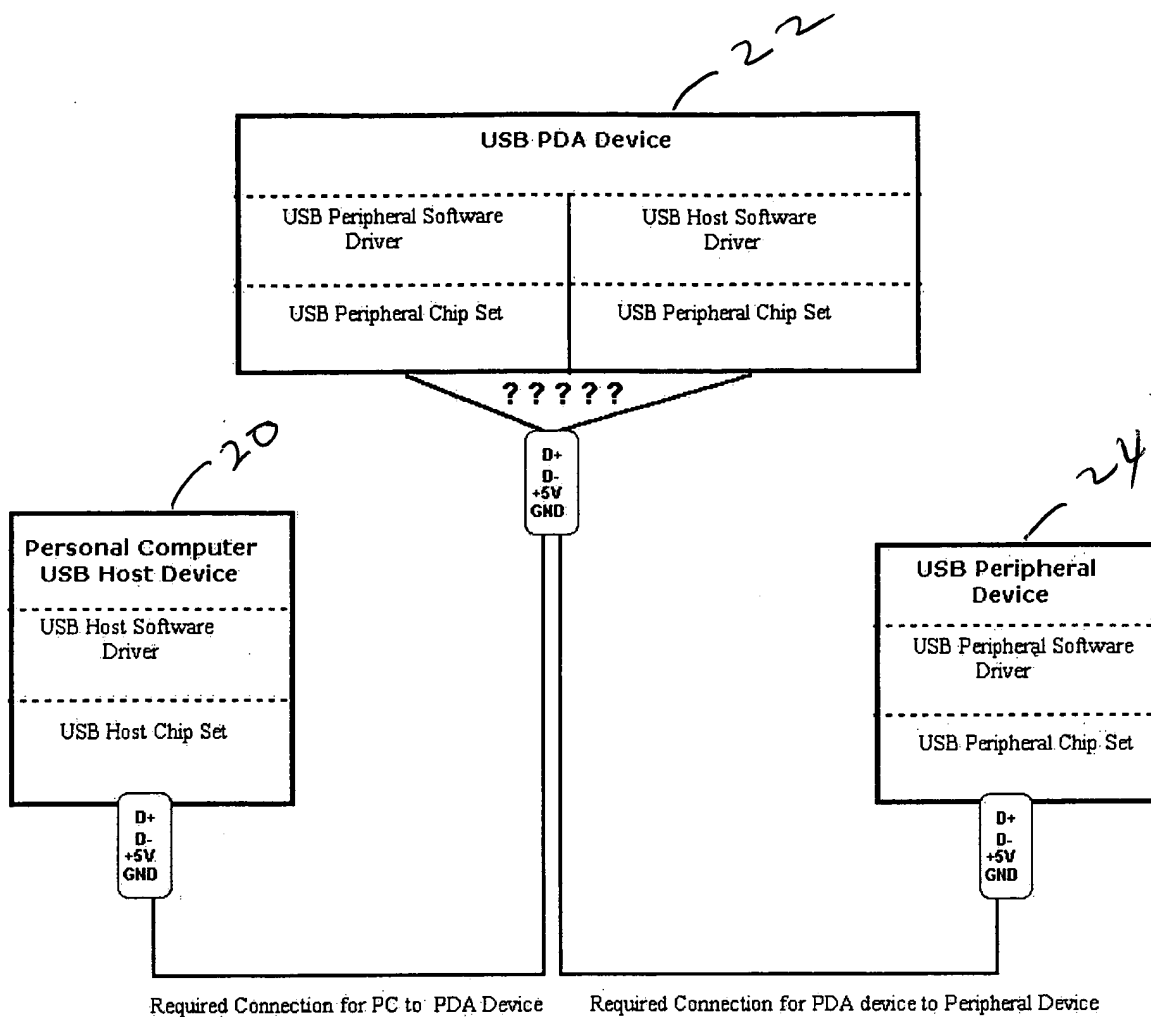 22
USB PDA Device
USB Peripheral Software
Driver
USB Host Software
Driver
USB Peripheral Chip Set
USB Peripheral Chip Set
? ? ? ? ?
D+
D-
+5V
GND
20
Personal Computer
USB Host Device
USB Host Software
Driver
USB Host Chip Set
D+
D-
+5V
GND
24
USB Peripheral
Device
USB Peripheral Software
Driver
USB Peripheral Chip Set
D+
D-
+5V
GND
Required Connection for PC to PDA Device
Required Connection for PDA device to Peripheral Device